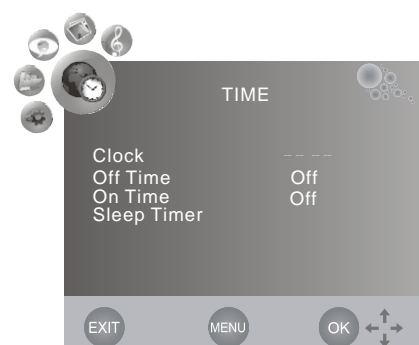 TIME
Clock -- --
Off Time Off
On Time Off
Sleep Timer
EXIT MENU OK